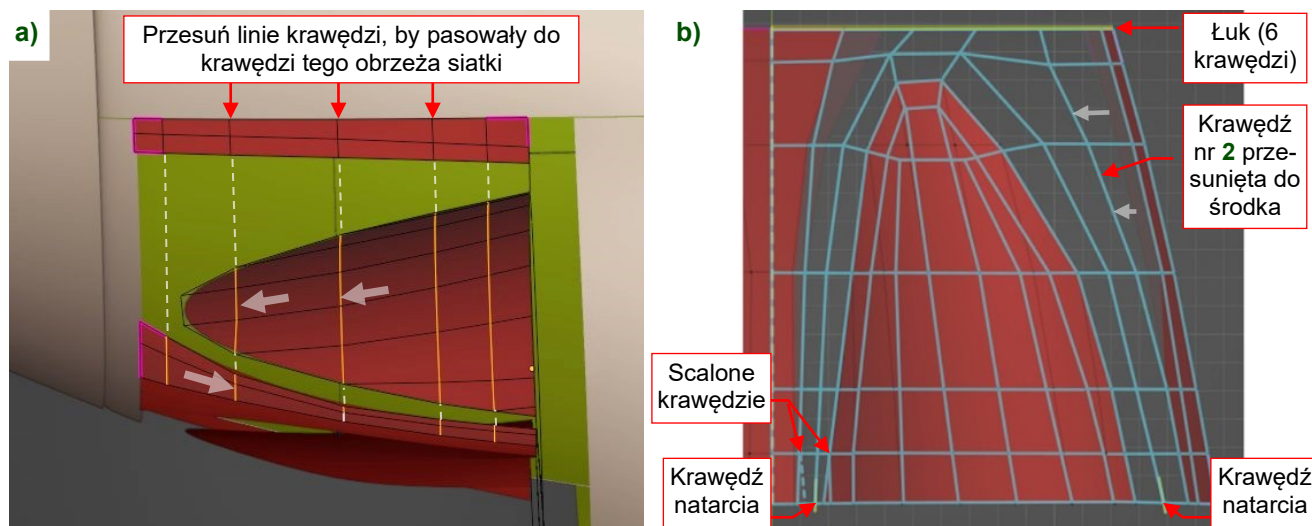 a)
Przesuń linie krawędzi, by pasowały do
krawędzi tego obrzeża siatki
b)
Łuk (6
krawędzi)
Krawędź
nr 2 prze-
sunięta do
środka
Scalone
krawędzie
Krawędź
natarcia
Krawędź
natarcia